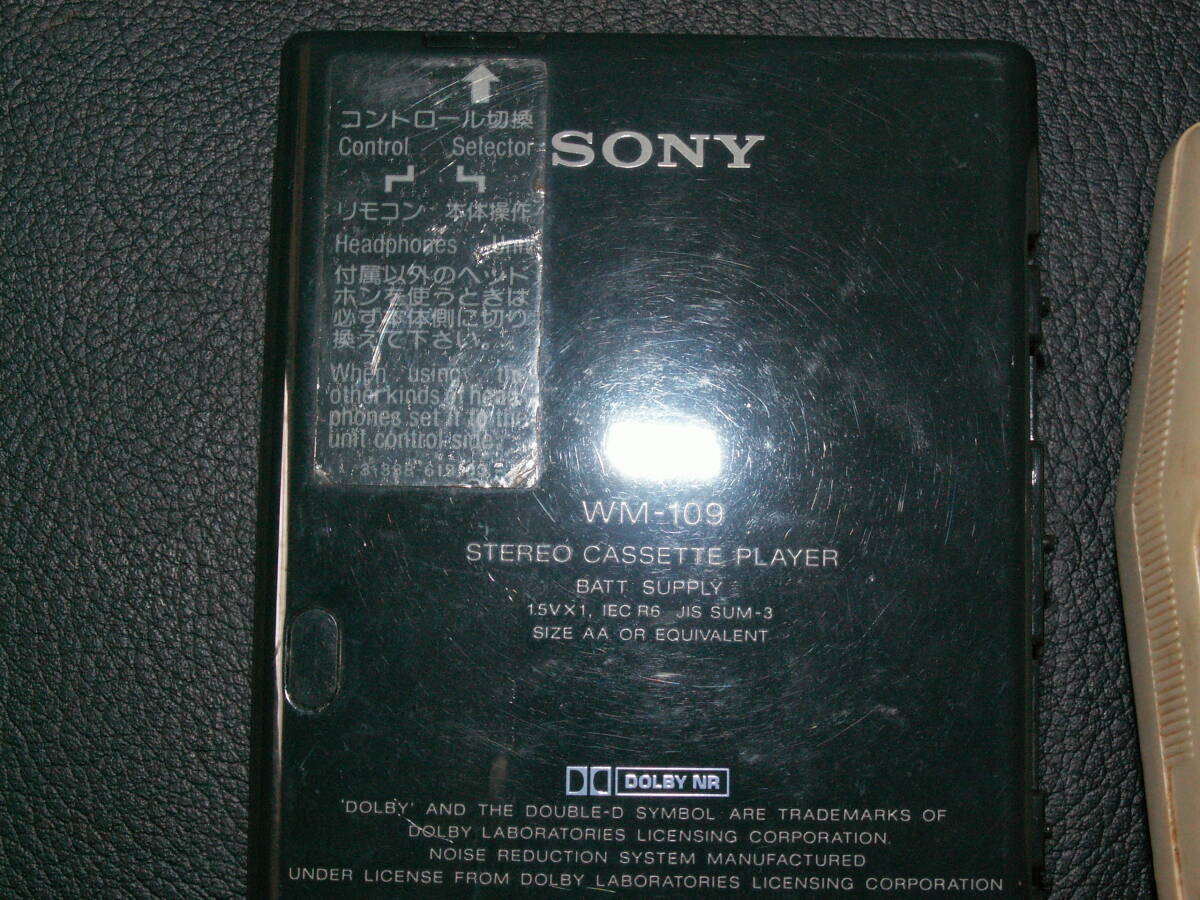 コントロール切換
Control Selector
リモコン 本体操作
Headphones Unit
付属以外のヘッド
ホンを使うときは
必ず本体側に切り
換えて下さい。
When using the
other kinds of head-
phones set it to the
unit control side.
SONY
WM-109
STEREO CASSETTE PLAYER
BATT SUPPLY
1.5V×1, IEC R6 JIS SUM-3
SIZE AA OR EQUIVALENT
DOLBY NR
'DOLBY' AND THE DOUBLE-D SYMBOL ARE TRADEMARKS OF
DOLBY LABORATORIES LICENSING CORPORATION.
NOISE REDUCTION SYSTEM MANUFACTURED
UNDER LICENSE FROM DOLBY LABORATORIES LICENSING CORPORATION